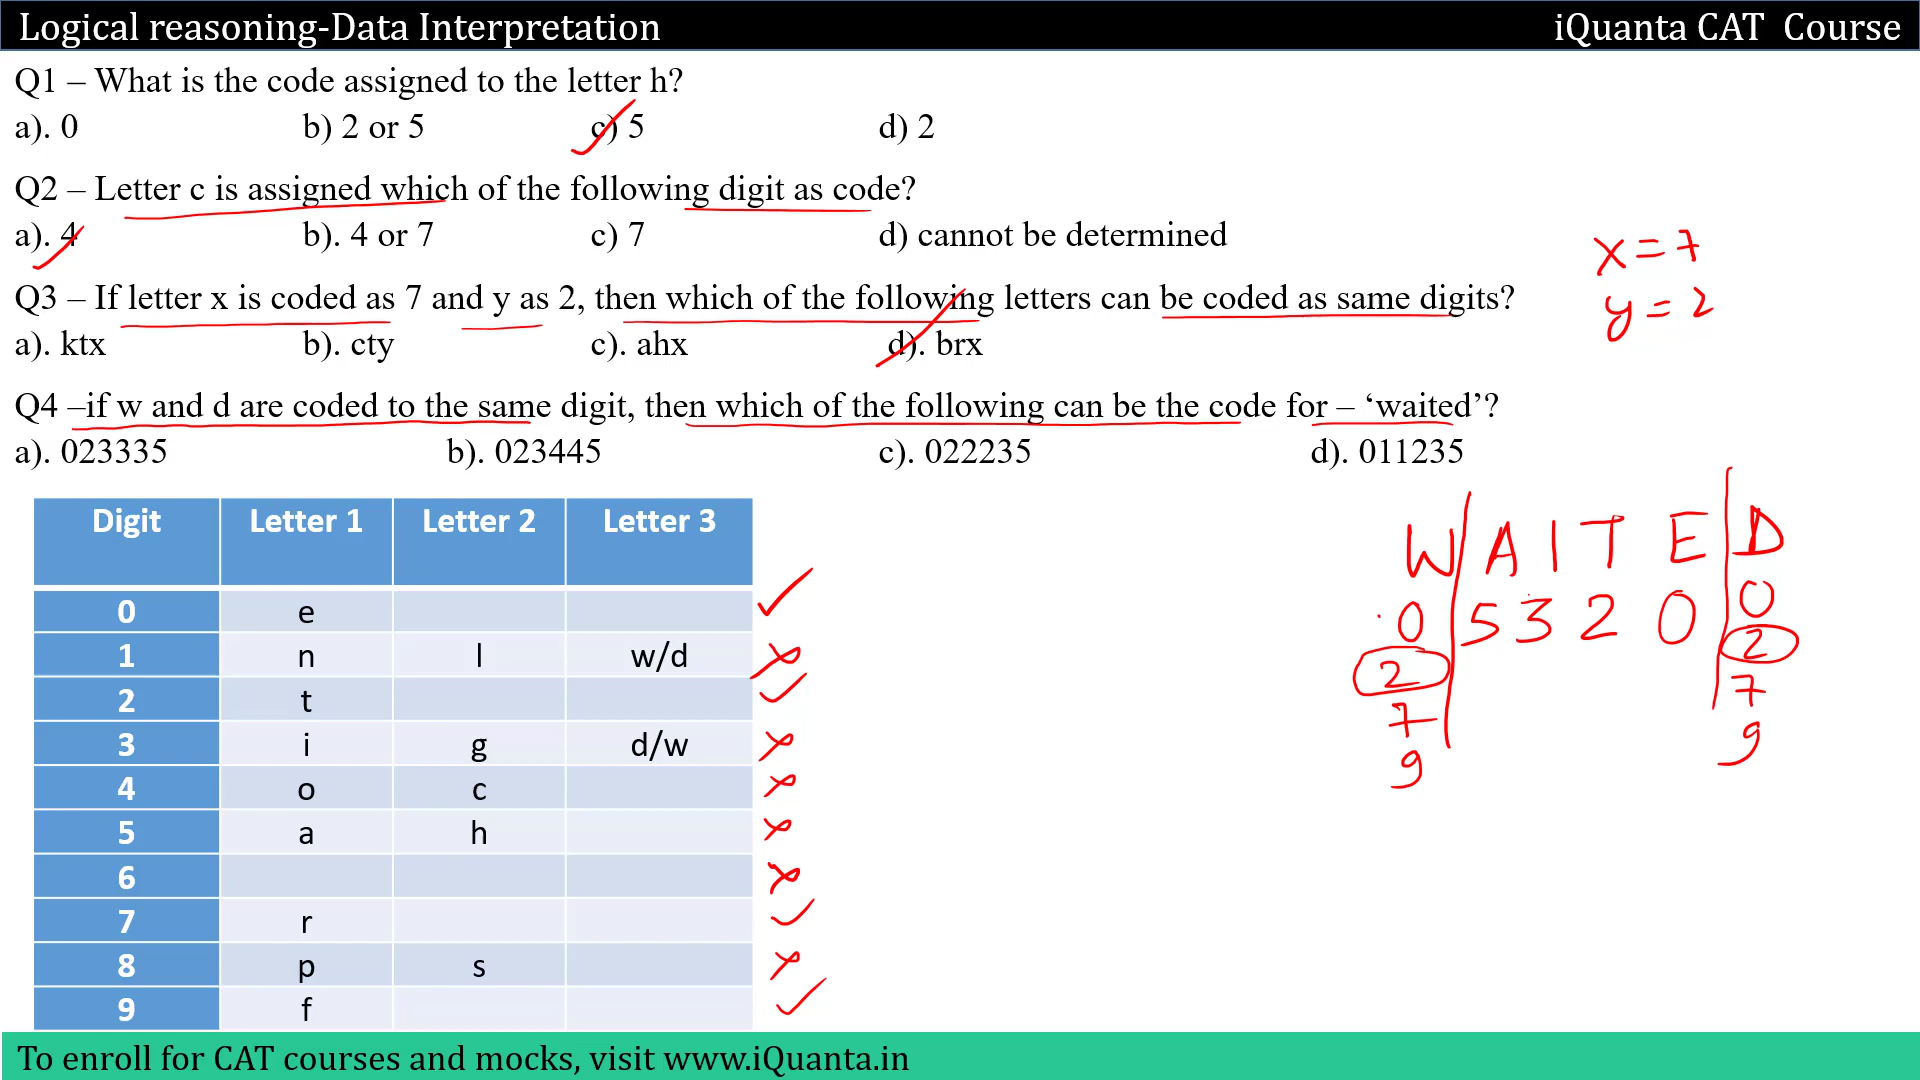 Logical reasoning-Data Interpretation iQuanta CAT Course
Q1 – What is the code assigned to the letter h?
a). 0 b) 2 or 5 c) 5 d) 2
Q2 – Letter c is assigned which of the following digit as code?
a). 4 b). 4 or 7 c) 7 d) cannot be determined
x = 7
Q3 – If letter x is coded as 7 and y as 2, then which of the following letters can be coded as same digits?
y = 2
a). ktx b). cty c). ahx d). brx
Q4 –if w and d are coded to the same digit, then which of the following can be the code for – ‘waited’?
a). 023335 b). 023445 c). 022235 d). 011235
Digit Letter 1 Letter 2 Letter 3
0 e
1 n l w/d
2 t
3 i g d/w
4 o c
5 a h
6
7 r
8 p s
9 f
W A I T E D
0 5 3 2 0 0
2 2
7 7
9 9
To enroll for CAT courses and mocks, visit www.iQuanta.in